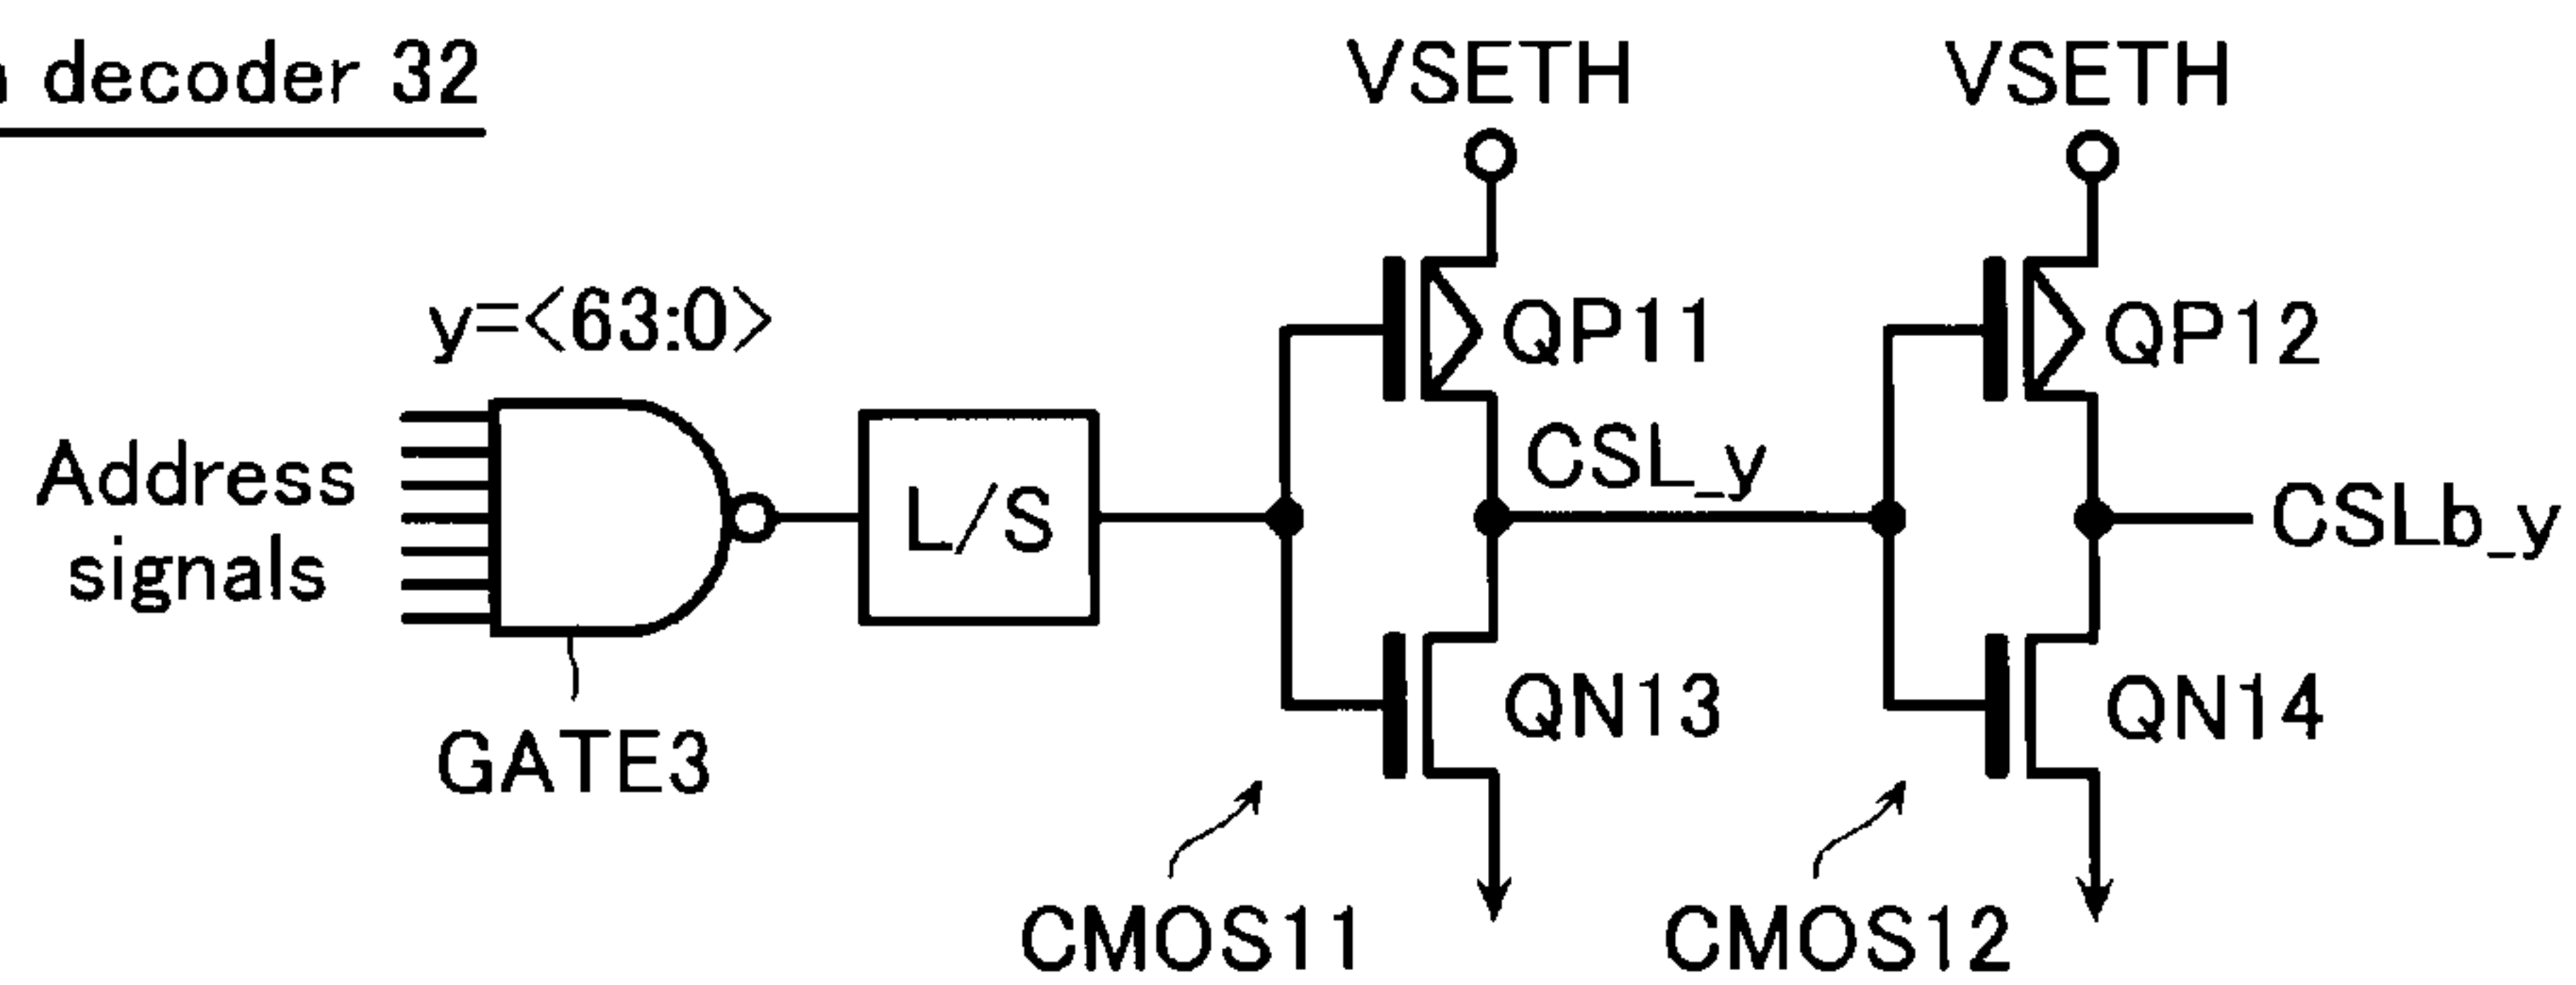 decoder 32
VSETH
VSETH
y=<63:0>
QP11
QP12
Address
signals
L/S
CSL_y
CSLb_y
GATE3
QN13
QN14
CMOS11
CMOS12